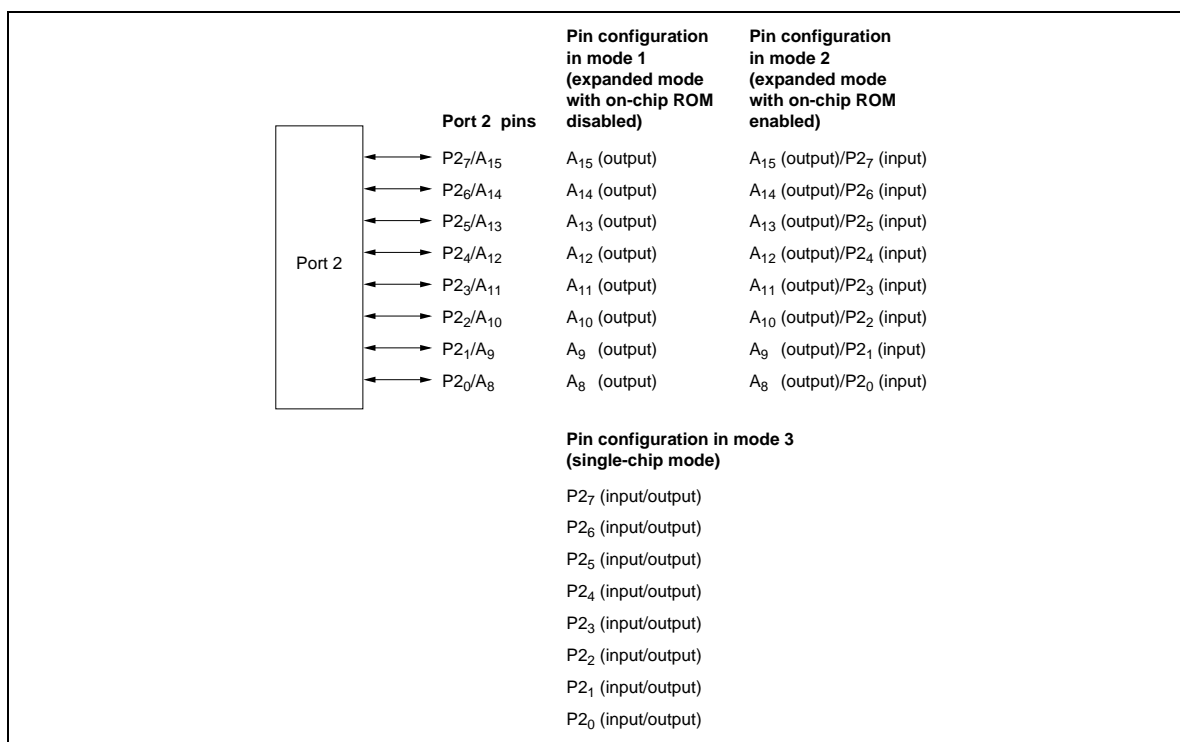 Pin configuration in mode 1 (expanded mode with on-chip ROM disabled)
Pin configuration in mode 2 (expanded mode with on-chip ROM enabled)
Port 2 pins
Port 2
P2₇/A₁₅ A₁₅ (output) A₁₅ (output)/P2₇ (input)
P2₆/A₁₄ A₁₄ (output) A₁₄ (output)/P2₆ (input)
P2₅/A₁₃ A₁₃ (output) A₁₃ (output)/P2₅ (input)
P2₄/A₁₂ A₁₂ (output) A₁₂ (output)/P2₄ (input)
P2₃/A₁₁ A₁₁ (output) A₁₁ (output)/P2₃ (input)
P2₂/A₁₀ A₁₀ (output) A₁₀ (output)/P2₂ (input)
P2₁/A₉ A₉ (output) A₉ (output)/P2₁ (input)
P2₀/A₈ A₈ (output) A₈ (output)/P2₀ (input)
Pin configuration in mode 3
(single-chip mode)
P2₇ (input/output)
P2₆ (input/output)
P2₅ (input/output)
P2₄ (input/output)
P2₃ (input/output)
P2₂ (input/output)
P2₁ (input/output)
P2₀ (input/output)